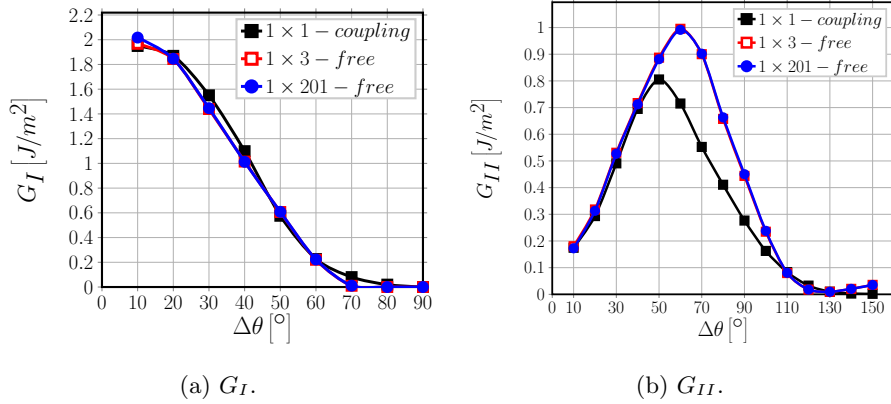 G_I [J/m²]
2.2
2
1.8
1.6
1.4
1.2
1
0.8
0.6
0.4
0.2
0
1 × 1 − coupling
1 × 3 − free
1 × 201 − free
0 10 20 30 40 50 60 70 80 90
Δθ [°]
(a) G_I.
G_II [J/m²]
1
0.9
0.8
0.7
0.6
0.5
0.4
0.3
0.2
0.1
0
1 × 1 − coupling
1 × 3 − free
1 × 201 − free
0 10 30 50 70 90 110 130 150
Δθ [°]
(b) G_II.